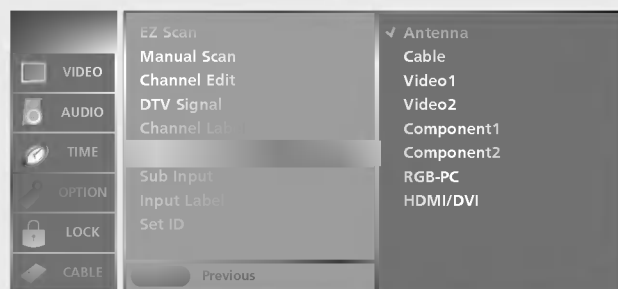 VIDEO
AUDIO
TIME
OPTION
LOCK
CABLE
EZ Scan
Manual Scan
Channel Edit
DTV Signal
Channel Label
Sub Input
Input Label
Set ID
Previous
✓ Antenna
Cable
Video1
Video2
Component1
Component2
RGB-PC
HDMI/DVI